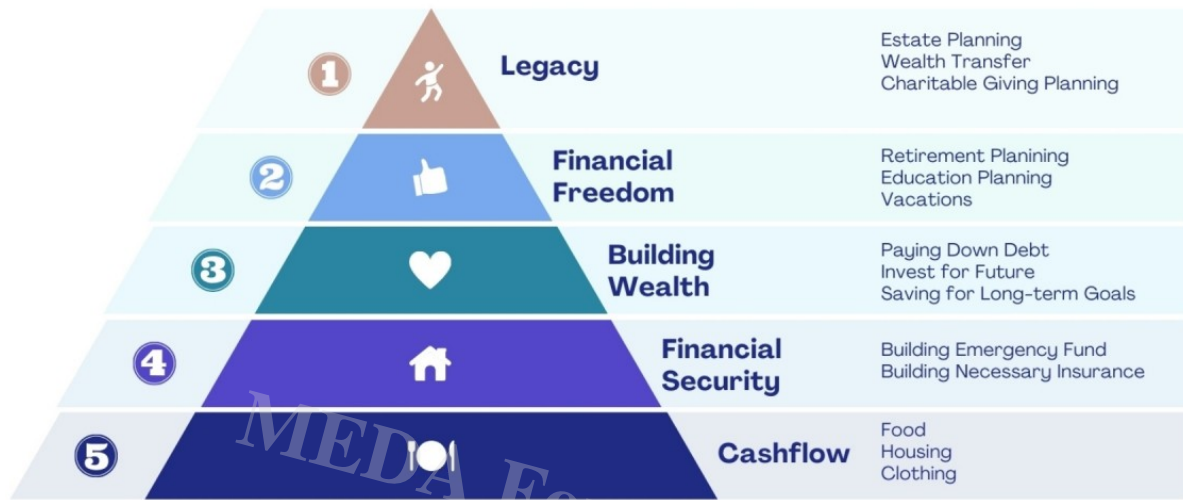 1
Legacy
Estate Planning
Wealth Transfer
Charitable Giving Planning
2
Financial
Freedom
Retirement Planining
Education Planning
Vacations
3
Building
Wealth
Paying Down Debt
Invest for Future
Saving for Long-term Goals
4
Financial
Security
Building Emergency Fund
Building Necessary Insurance
5
Cashflow
Food
Housing
Clothing
MEDA